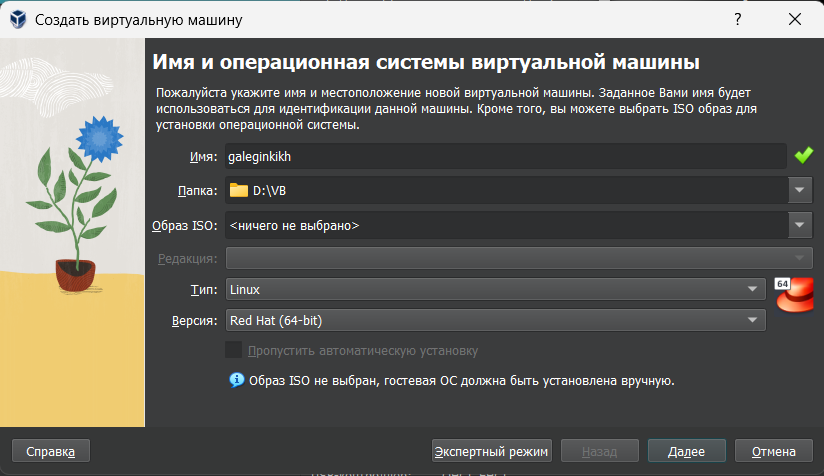 Создать виртуальную машину
?
Имя и операционная системы виртуальной машины
Пожалуйста укажите имя и местоположение новой виртуальной машины. Заданное Вами имя будет
использоваться для идентификации данной машины. Кроме того, вы можете выбрать ISO образ для
установки операционной системы.
Имя: galeginkikh
Папка: D:\VB
Образ ISO: <ничего не выбрано>
Редакция:
Тип: Linux
64
Версия: Red Hat (64-bit)
Пропустить автоматическую установку
Образ ISO не выбран, гостевая ОС должна быть установлена вручную.
Справка Экспертный режим Назад Далее Отмена